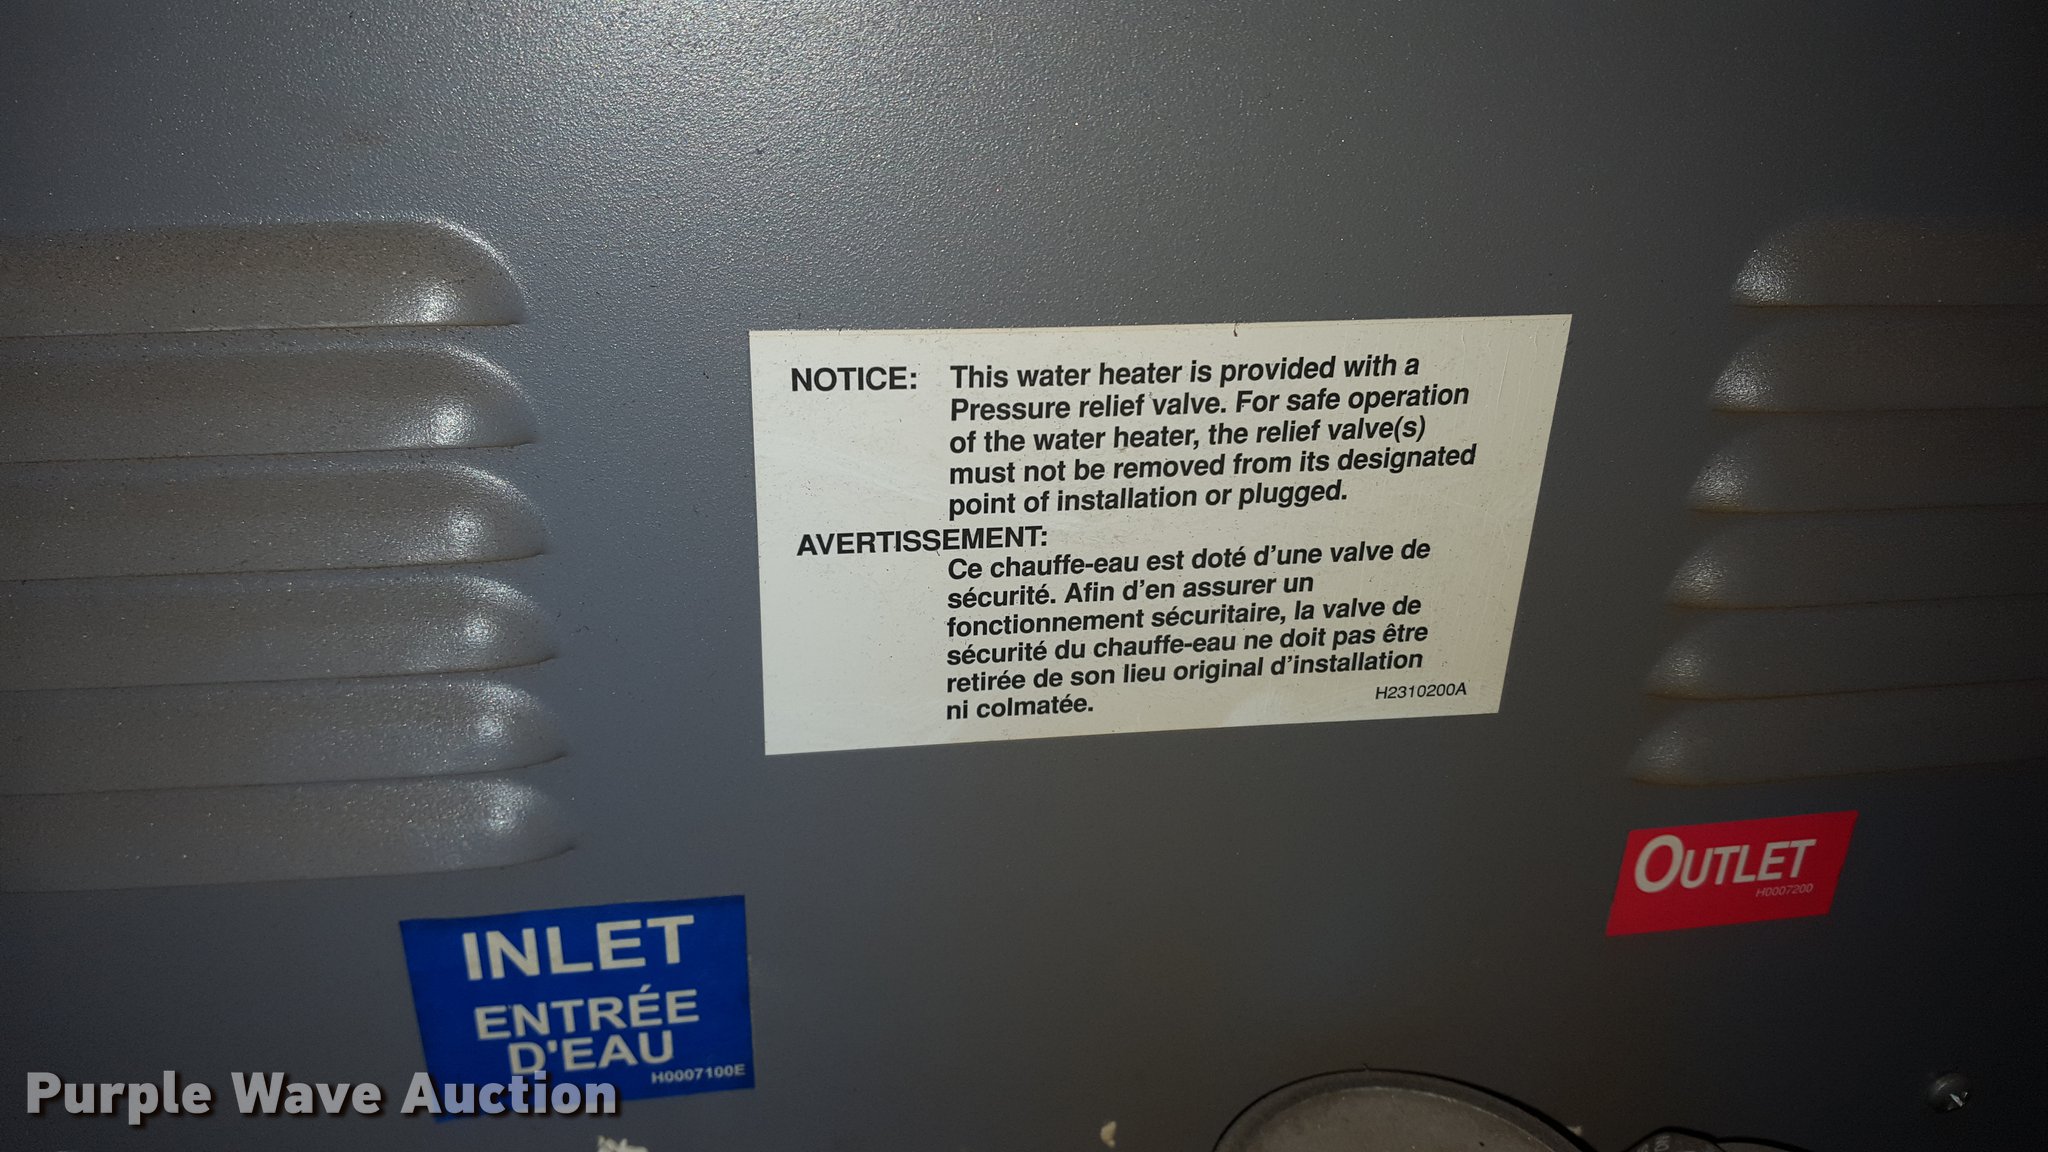 NOTICE: This water heater is provided with a
Pressure relief valve. For safe operation
of the water heater, the relief valve(s)
must not be removed from its designated
point of installation or plugged.
AVERTISSEMENT:
Ce chauffe-eau est doté d'une valve de
sécurité. Afin d'en assurer un
fonctionnement sécuritaire, la valve de
sécurité du chauffe-eau ne doit pas être
retirée de son lieu original d'installation
ni colmatée.
H2310200A
OUTLET
H0007200
INLET
ENTRÉE
D'EAU
H0007100E
Purple Wave Auction